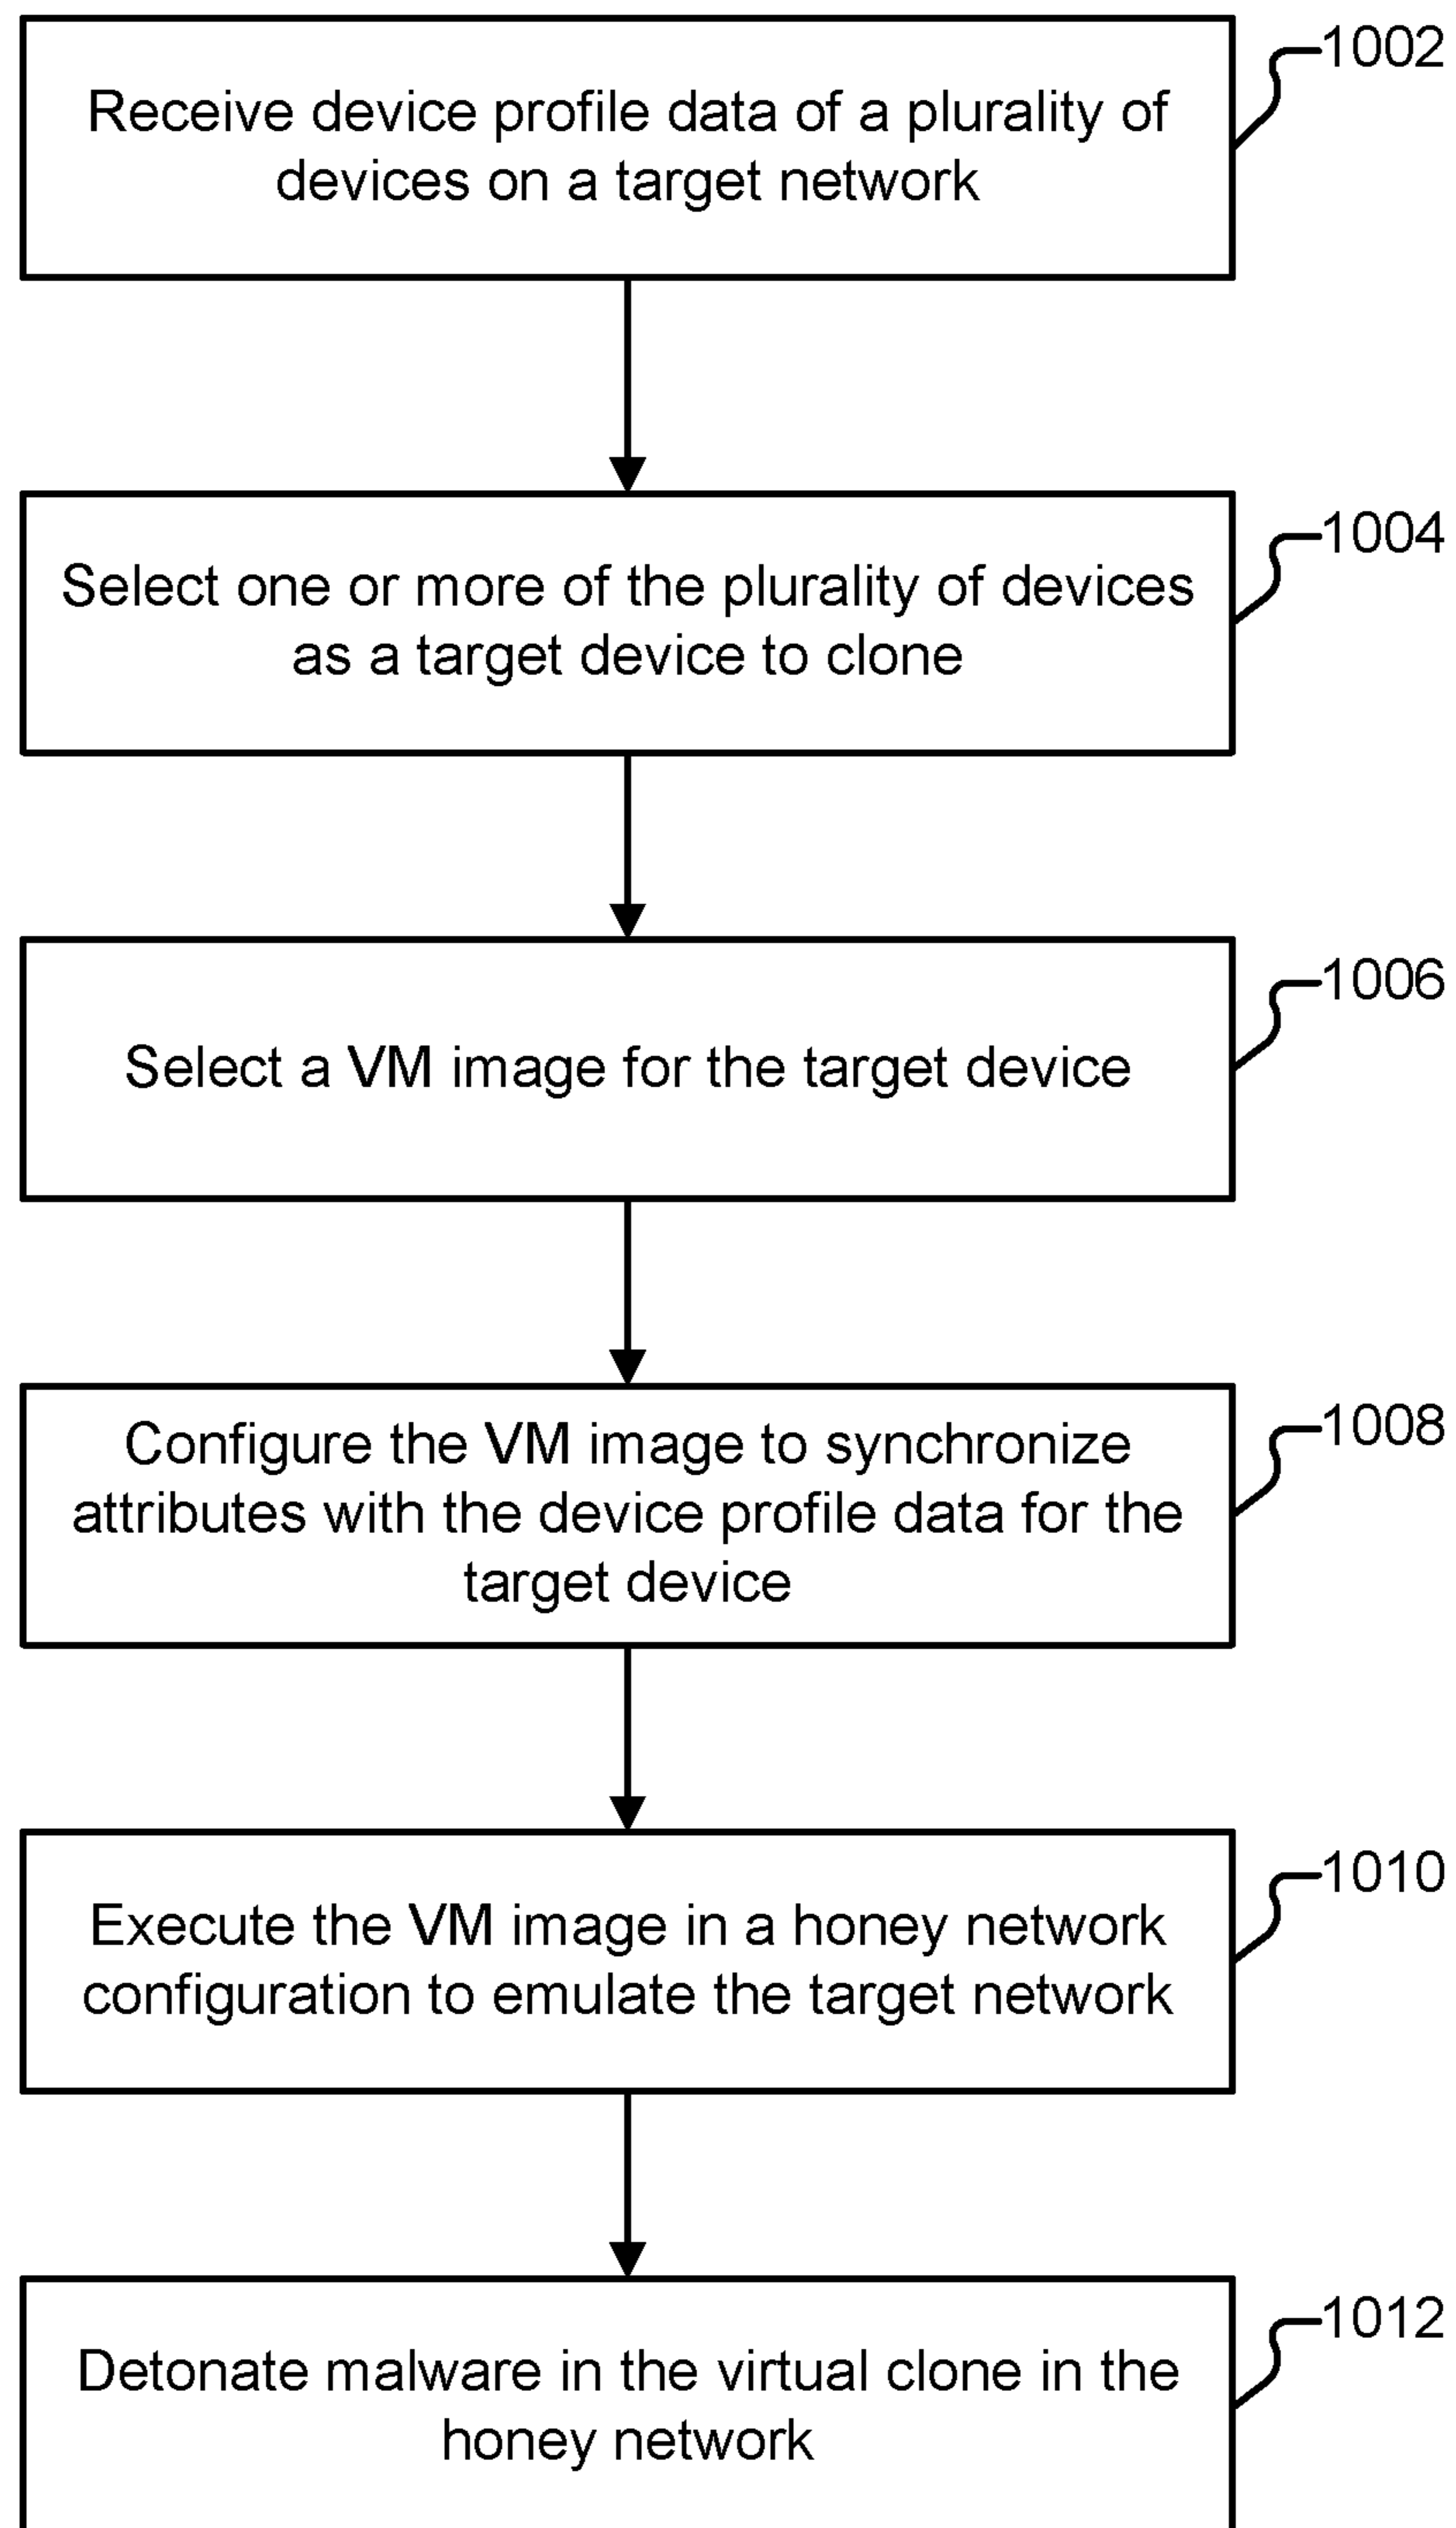 1002
Receive device profile data of a plurality of
devices on a target network
1004
Select one or more of the plurality of devices
as a target device to clone
1006
Select a VM image for the target device
1008
Configure the VM image to synchronize
attributes with the device profile data for the
target device
1010
Execute the VM image in a honey network
configuration to emulate the target network
1012
Detonate malware in the virtual clone in the
honey network